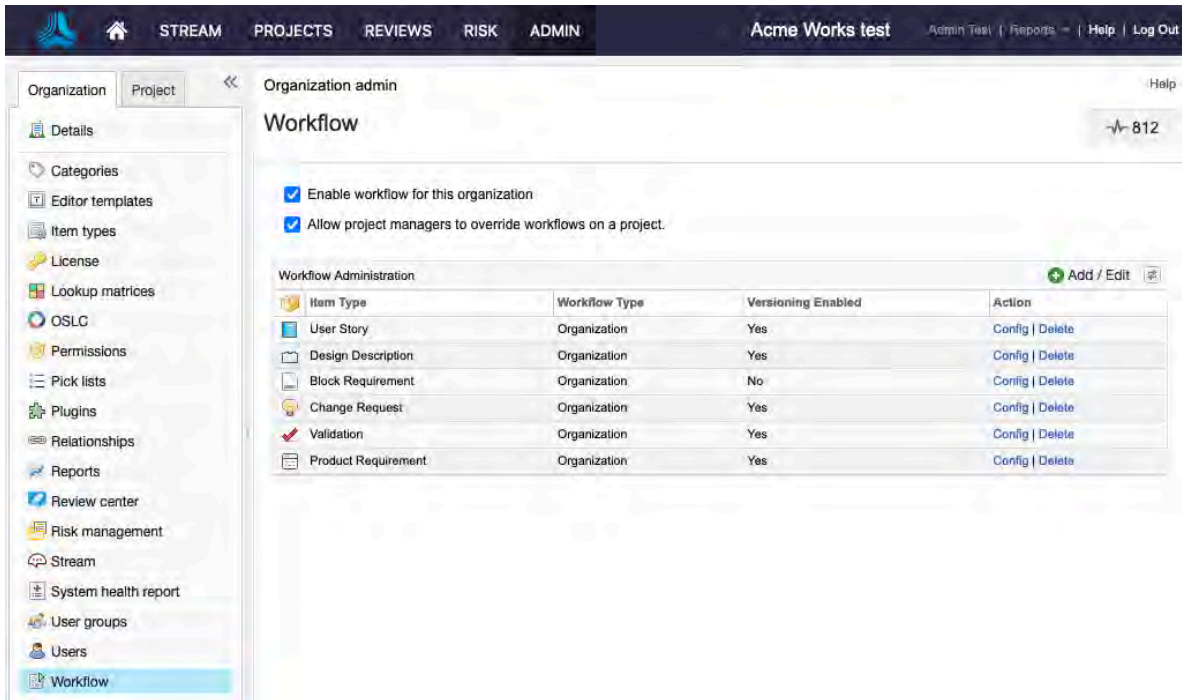 STREAM PROJECTS REVIEWS RISK ADMIN Acme Works test Admin Test | Reports | Help | Log Out
Organization Project
Organization admin Help
Details
Workflow 812
Categories
Editor templates
Item types
License
Lookup matrices
OSLC
Permissions
Pick lists
Plugins
Relationships
Reports
Review center
Risk management
Stream
System health report
User groups
Users
Workflow
Enable workflow for this organization
Allow project managers to override workflows on a project.
Workflow Administration Add / Edit
Item Type Workflow Type Versioning Enabled Action
User Story Organization Yes Config | Delete
Design Description Organization Yes Config | Delete
Block Requirement Organization No Config | Delete
Change Request Organization Yes Config | Delete
Validation Organization Yes Config | Delete
Product Requirement Organization Yes Config | Delete